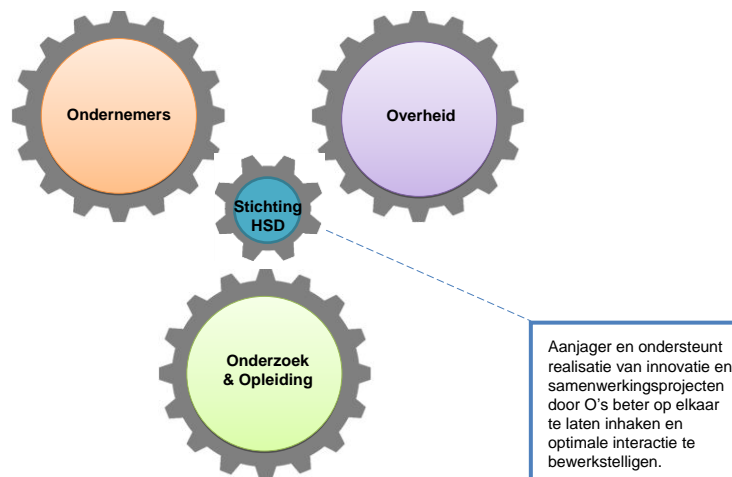 Ondernemers
Overheid
Stichting
HSD
Onderzoek
& Opleiding
Aanjager en ondersteunt
realisatie van innovatie en
samenwerkingsprojecten
door O's beter op elkaar
te laten inhaken en
optimale interactie te
bewerkstelligen.